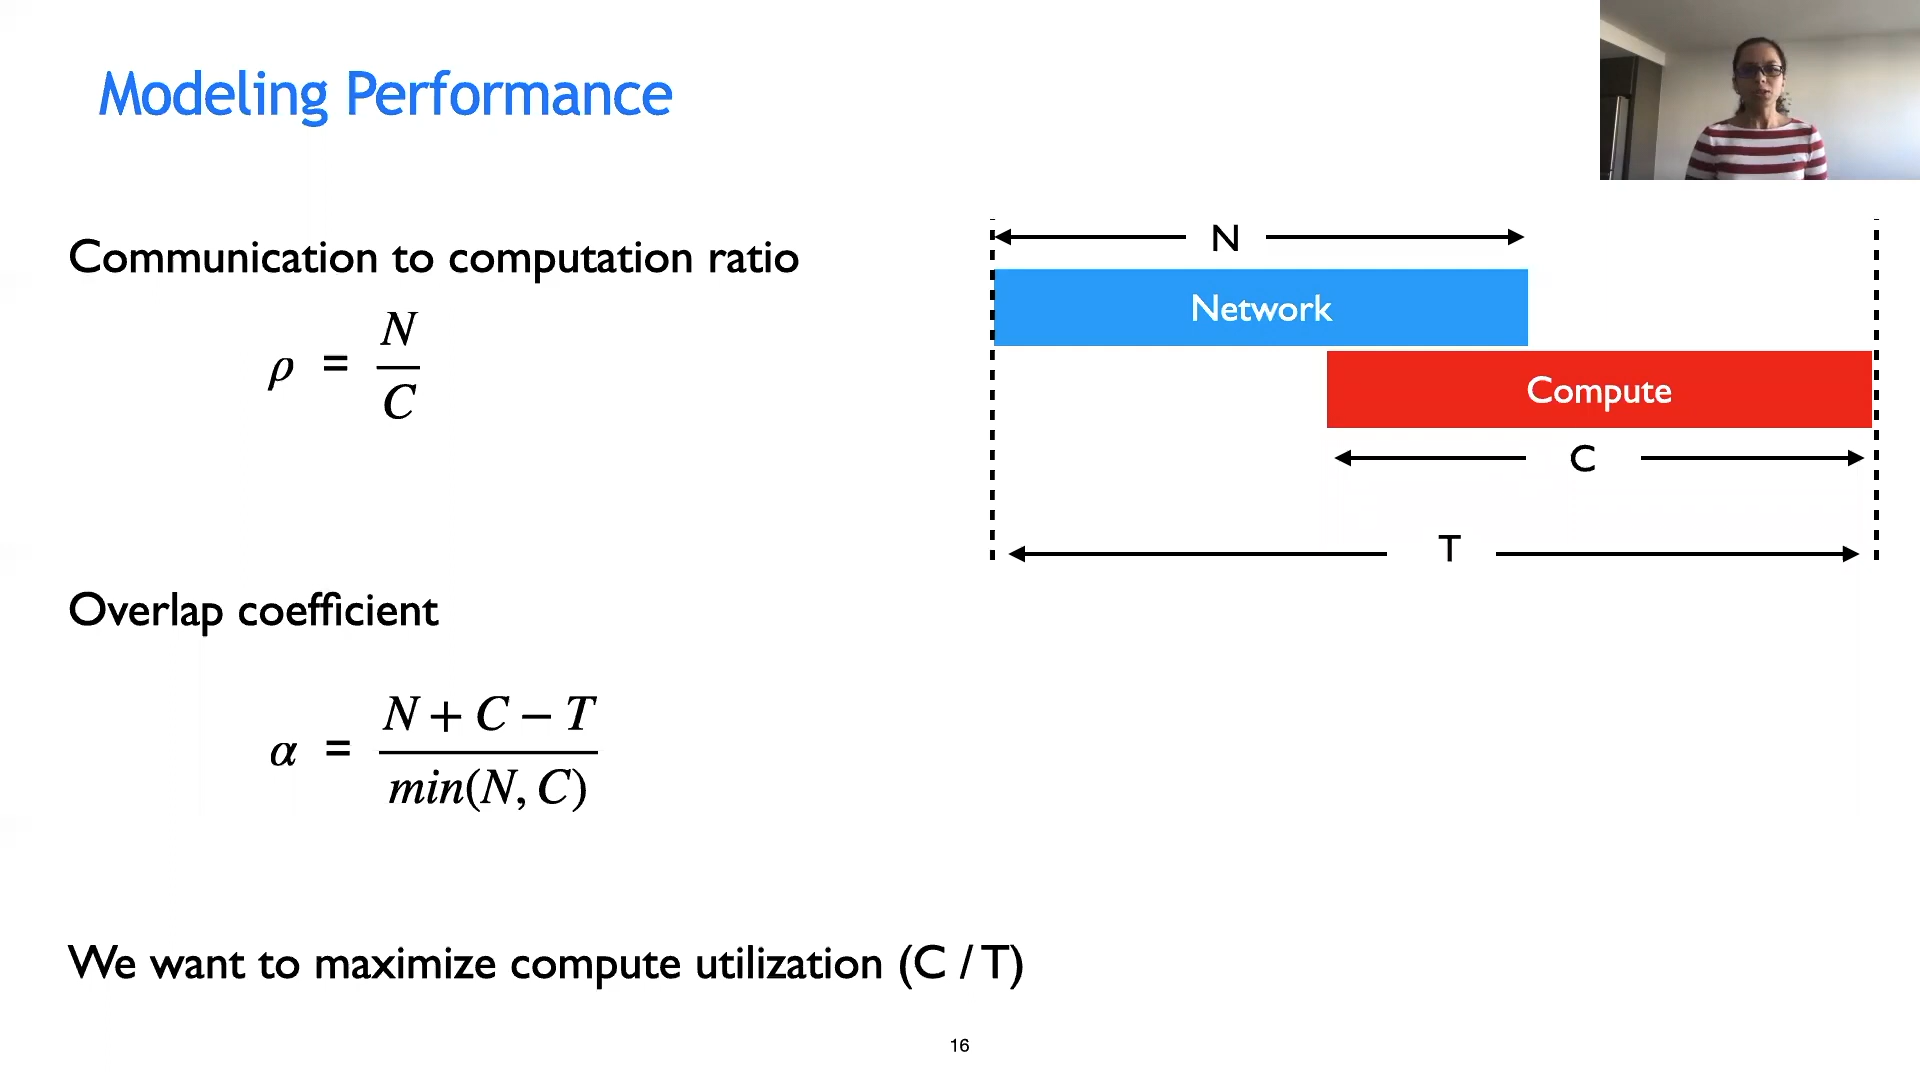 Modeling Performance
Communication to computation ratio
ρ = N / C
Overlap coefficient
α = N + C − T / min(N, C)
We want to maximize compute utilization (C / T)
N
Network
Compute
C
T
16